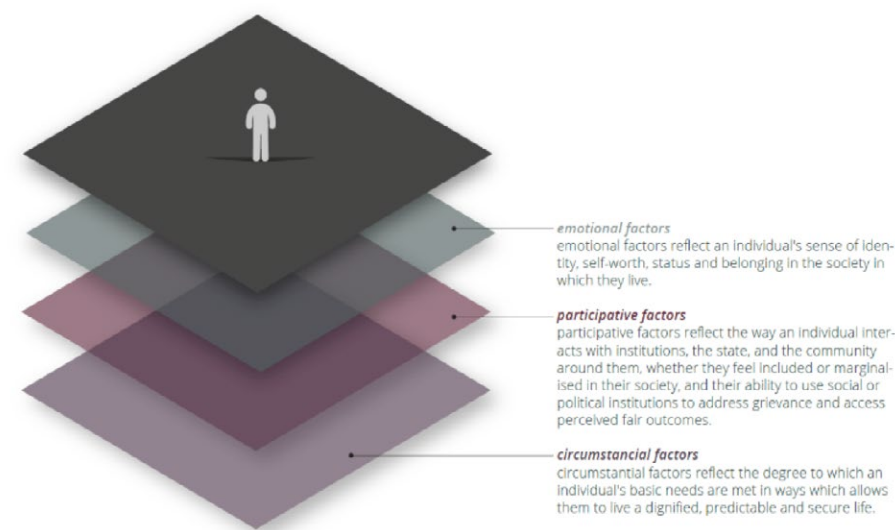 emotional factors
emotional factors reflect an individual's sense of iden-
tity, self-worth, status and belonging in the society in
which they live.
participative factors
participative factors reflect the way an individual inter-
acts with institutions, the state, and the community
around them, whether they feel included or marginal-
ised in their society, and their ability to use social or
political institutions to address grievance and access
perceived fair outcomes.
circumstancial factors
circumstantial factors reflect the degree to which an
individual's basic needs are met in ways which allows
them to live a dignified, predictable and secure life.